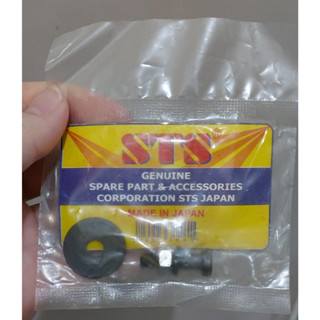 STS
GENUINE
SPARE PART & ACCESSORIES
CORPORATION STS JAPAN
MADE IN JAPAN